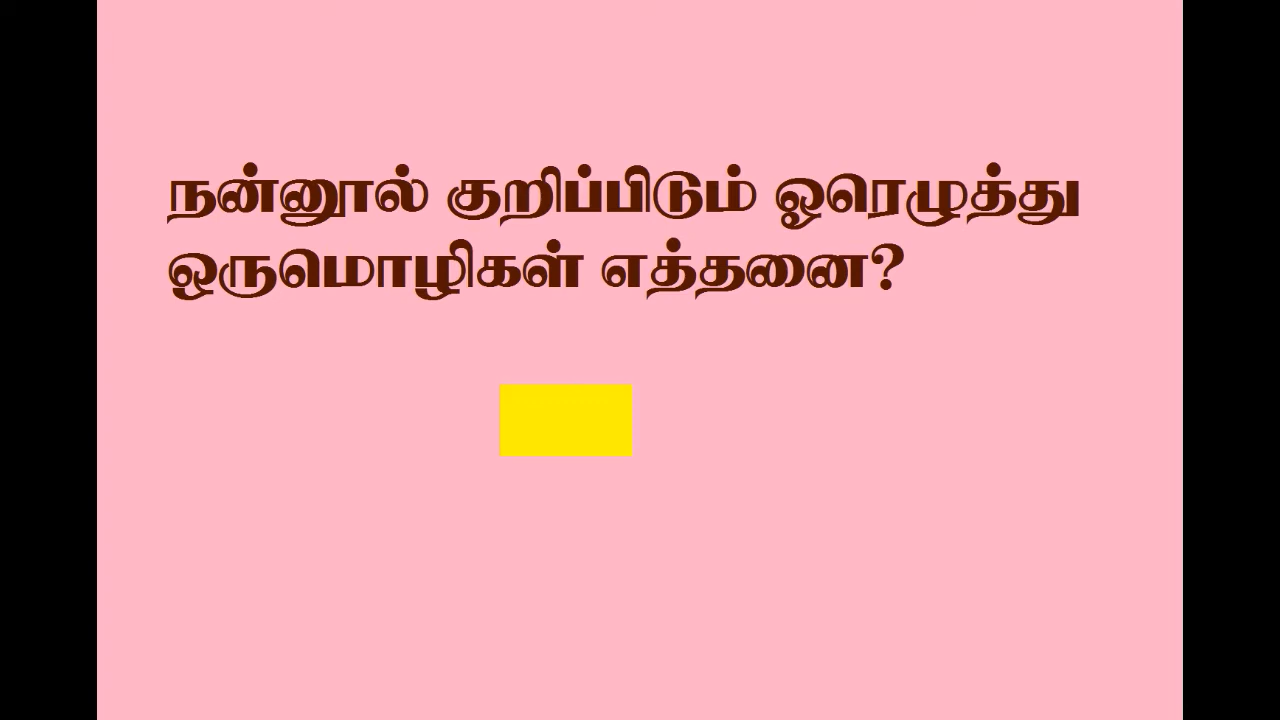 நன்னூல் குறிப்பிடும் ஓரெழுத்து
ஒருமொழிகள் எத்தனை?